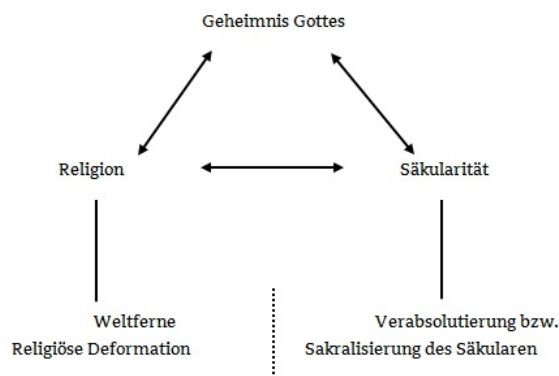 Geheimnis Gottes
Religion
Säkularität
Weltferne
Religiöse Deformation
Verabsolutierung bzw.
Sakralisierung des Säkularen